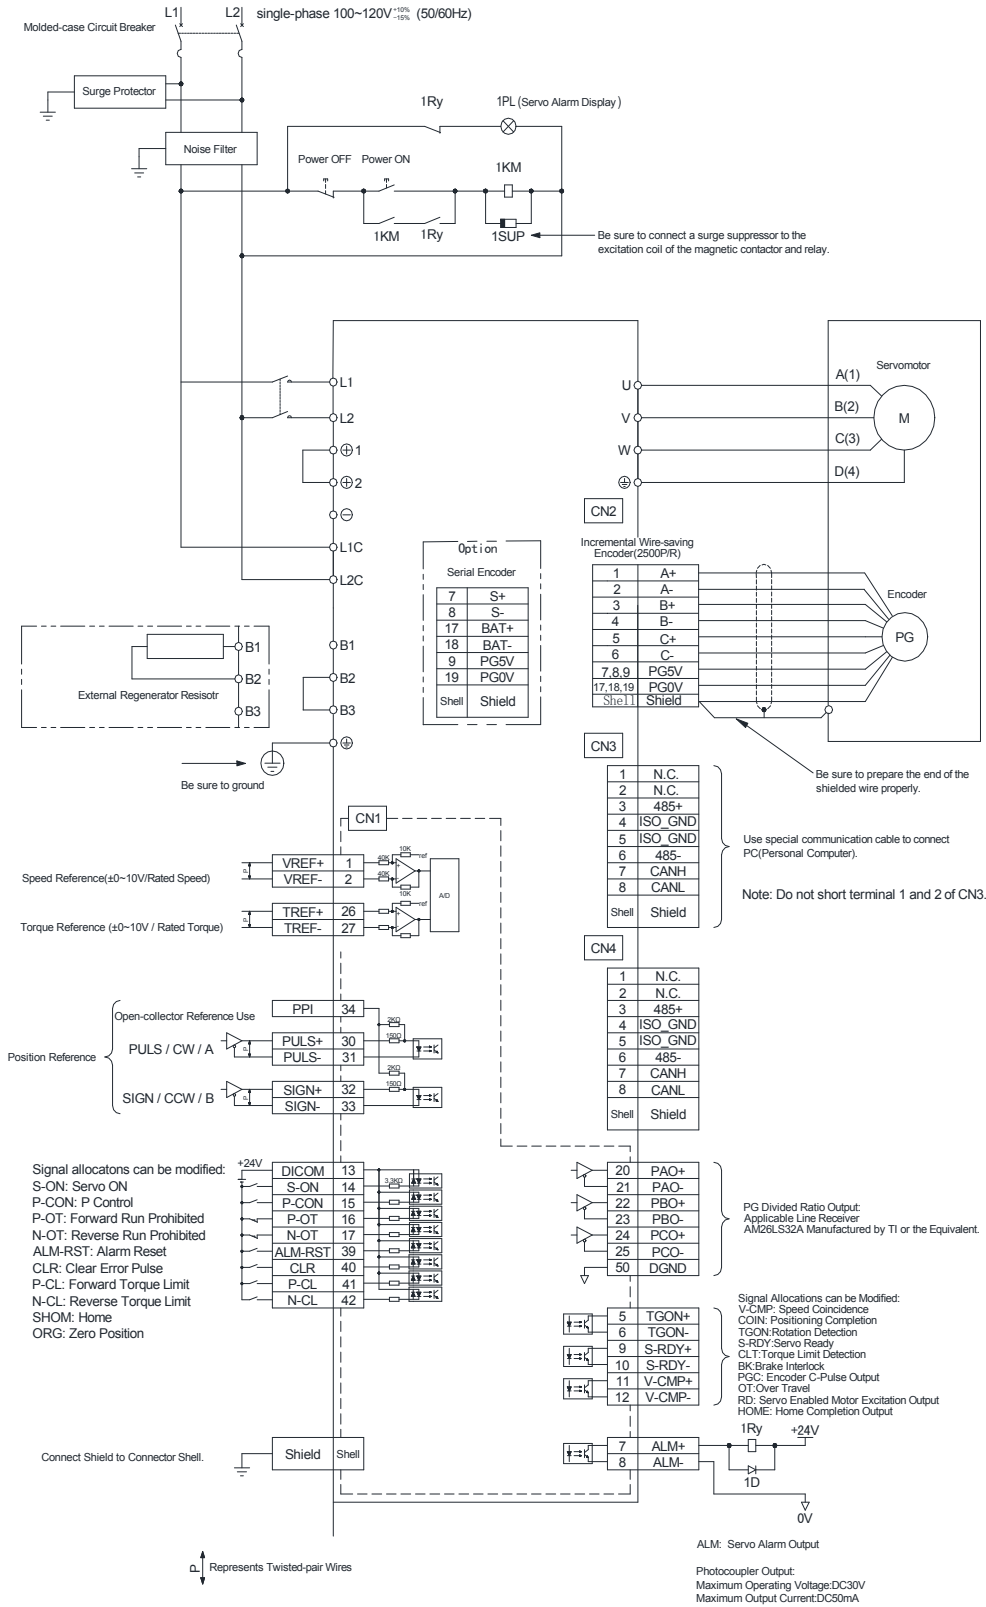 L1 L2 single-phase 100~120V +10% -15% (50/60Hz)
Molded-case Circuit Breaker
Surge Protector
Noise Filter
1Ry 1PL (Servo Alarm Display)
Power OFF Power ON 1KM
1KM 1Ry 1SUP
Be sure to connect a surge suppressor to the
excitation coil of the magnetic contactor and relay.
L1
L2
1
2
L1C
L2C
B1
B2
B3
U
V
W
A(1)
B(2)
C(3)
D(4)
Servomotor
M
External Regenerator Resisotr
B1
B2
B3
Be sure to ground
Option
Serial Encoder
7 S+
8 S-
17 BAT+
18 BAT-
9 PG5V
19 PG0V
Shell Shield
CN2
Incremental Wire-saving
Encoder(2500P/R)
1 A+
2 A-
3 B+
4 B-
5 C+
6 C-
7,8,9 PG5V
17,18,19 PG0V
Shell Shield
Encoder
PG
Be sure to prepare the end of the
shielded wire properly.
CN3
1 N.C.
2 N.C.
3 485+
4 ISO_GND
5 ISO_GND
6 485-
7 CANH
8 CANL
Shell Shield
Use special communication cable to connect
PC(Personal Computer).
Note: Do not short terminal 1 and 2 of CN3.
CN4
1 N.C.
2 N.C.
3 485+
4 ISO_GND
5 ISO_GND
6 485-
7 CANH
8 CANL
Shell Shield
CN1
Speed Reference(±0~10V/Rated Speed)
P
VREF+ 1
VREF- 2
40K 10K ref
40K 10K
A/D
Torque Reference (±0~10V / Rated Torque)
P
TREF+ 26
TREF- 27
ref
Position Reference
Open-collector Reference Use
PPI 34
2KΩ
PULS / CW / A
P
PULS+ 30
PULS- 31
150Ω
2KΩ
SIGN / CCW / B
P
SIGN+ 32
SIGN- 33
150Ω
Signal allocatons can be modified:
S-ON: Servo ON
P-CON: P Control
P-OT: Forward Run Prohibited
N-OT: Reverse Run Prohibited
ALM-RST: Alarm Reset
CLR: Clear Error Pulse
P-CL: Forward Torque Limit
N-CL: Reverse Torque Limit
SHOM: Home
ORG: Zero Position
+24V
DICOM 13
S-ON 14
P-CON 15
P-OT 16
N-OT 17
ALM-RST 39
CLR 40
P-CL 41
N-CL 42
3.3KΩ
20 PAO+
21 PAO-
22 PBO+
23 PBO-
24 PCO+
25 PCO-
50 DGND
PG Divided Ratio Output:
Applicable Line Receiver
AM26LS32A Manufactured by TI or the Equivalent.
5 TGON+
6 TGON-
9 S-RDY+
10 S-RDY-
11 V-CMP+
12 V-CMP-
Signal Allocations can be Modified:
V-CMP: Speed Coincidence
COIN: Positioning Completion
TGON:Rotation Detection
S-RDY:Servo Ready
CLT:Torque Limit Detection
BK:Brake Interlock
PGC: Encoder C-Pulse Output
OT:Over Travel
RD: Servo Enabled Motor Excitation Output
HOME: Home Completion Output
7 ALM+
8 ALM-
1Ry +24V
1D
0V
Connect Shield to Connector Shell.
Shield Shell
P Represents Twisted-pair Wires
ALM: Servo Alarm Output
Photocoupler Output:
Maximum Operating Voltage:DC30V
Maximum Output Current:DC50mA